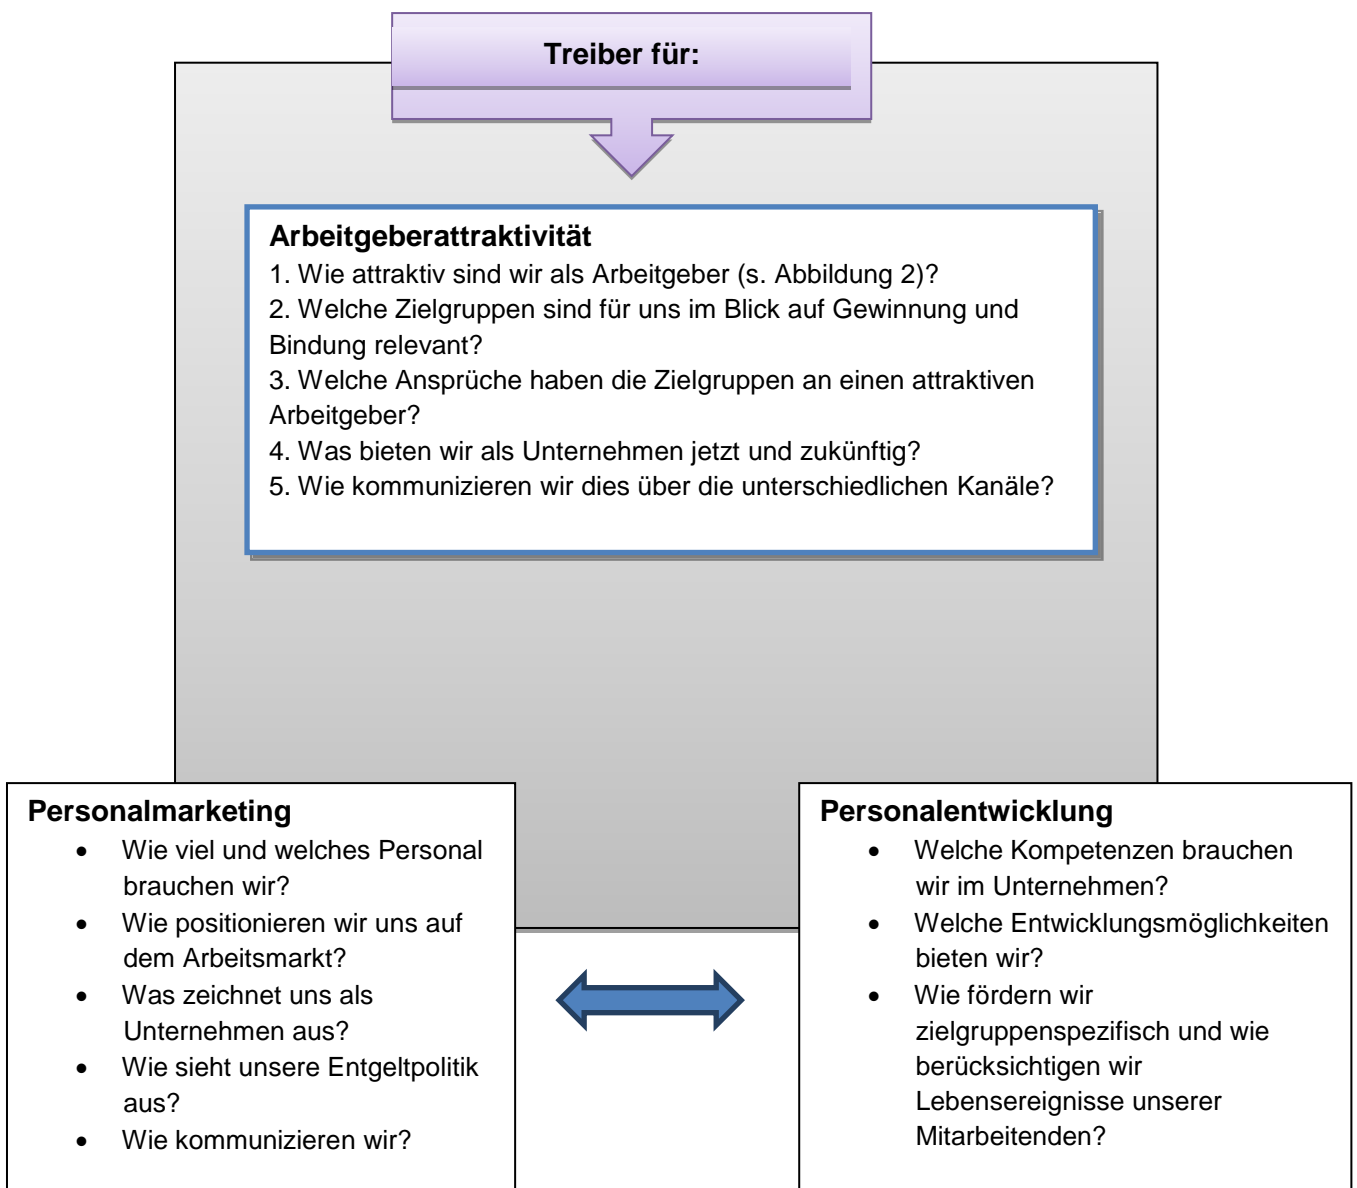 Treiber für:
Arbeitgeberattraktivität
1. Wie attraktiv sind wir als Arbeitgeber (s. Abbildung 2)?
2. Welche Zielgruppen sind für uns im Blick auf Gewinnung und
Bindung relevant?
3. Welche Ansprüche haben die Zielgruppen an einen attraktiven
Arbeitgeber?
4. Was bieten wir als Unternehmen jetzt und zukünftig?
5. Wie kommunizieren wir dies über die unterschiedlichen Kanäle?
Personalmarketing
• Wie viel und welches Personal
brauchen wir?
• Wie positionieren wir uns auf
dem Arbeitsmarkt?
• Was zeichnet uns als
Unternehmen aus?
• Wie sieht unsere Entgeltpolitik
aus?
• Wie kommunizieren wir?
Personalentwicklung
• Welche Kompetenzen brauchen
wir im Unternehmen?
• Welche Entwicklungsmöglichkeiten
bieten wir?
• Wie fördern wir
zielgruppenspezifisch und wie
berücksichtigen wir
Lebensereignisse unserer
Mitarbeitenden?